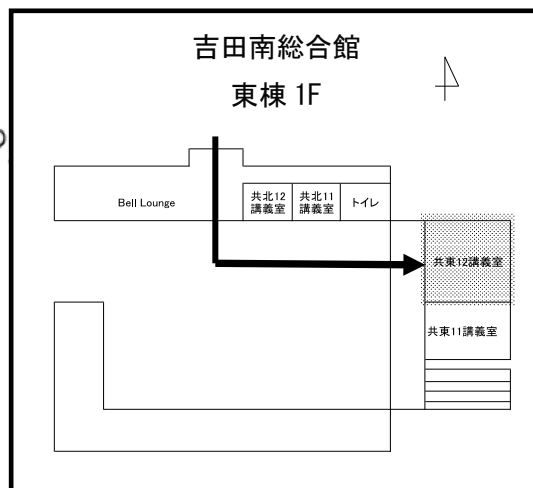 吉田南総合館
東棟 1F
Bell Lounge
共北12
講義室
共北11
講義室
トイレ
共東12講義室
共東11講義室